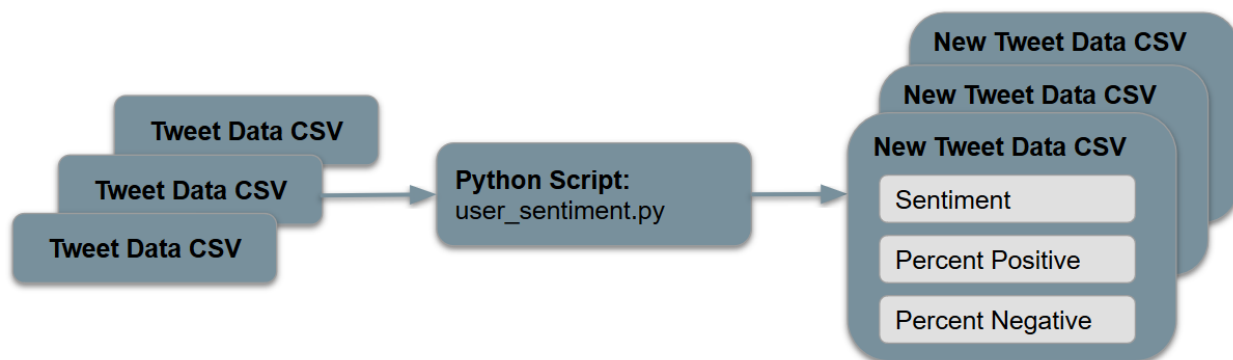 Tweet Data CSV
Tweet Data CSV
Tweet Data CSV
Python Script:
user_sentiment.py
New Tweet Data CSV
New Tweet Data CSV
New Tweet Data CSV
Sentiment
Percent Positive
Percent Negative